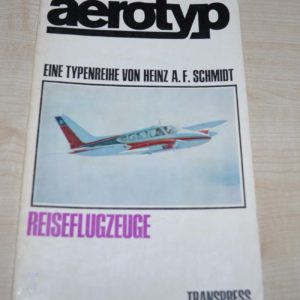 aerotyp
EINE TYPENREIHE VON HEINZ A. F. SCHMIDT
REISEFLUGZEUGE
TRANSPRESS